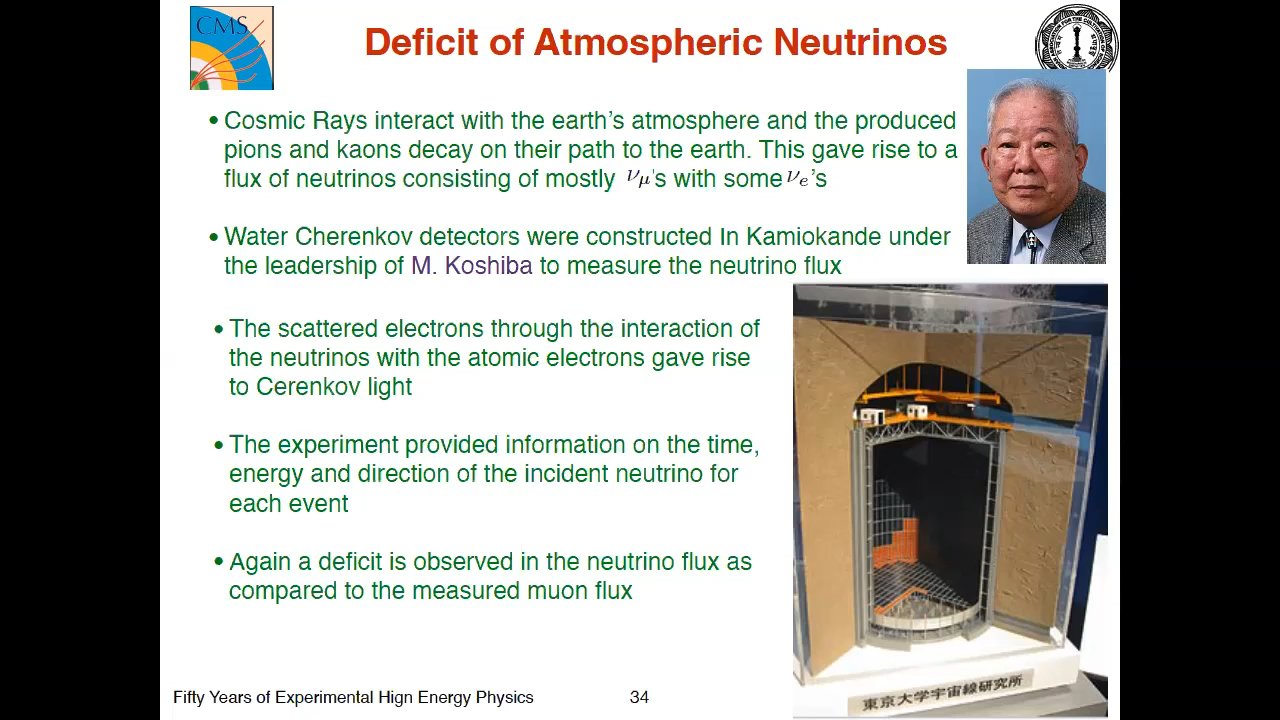 CMS
Deficit of Atmospheric Neutrinos
• Cosmic Rays interact with the earth's atmosphere and the produced
pions and kaons decay on their path to the earth. This gave rise to a
flux of neutrinos consisting of mostly νμ's with some νe's
• Water Cherenkov detectors were constructed In Kamiokande under
the leadership of M. Koshiba to measure the neutrino flux
• The scattered electrons through the interaction of
the neutrinos with the atomic electrons gave rise
to Cerenkov light
• The experiment provided information on the time,
energy and direction of the incident neutrino for
each event
• Again a deficit is observed in the neutrino flux as
compared to the measured muon flux
東京大学宇宙線研究所
Fifty Years of Experimental Hign Energy Physics
34